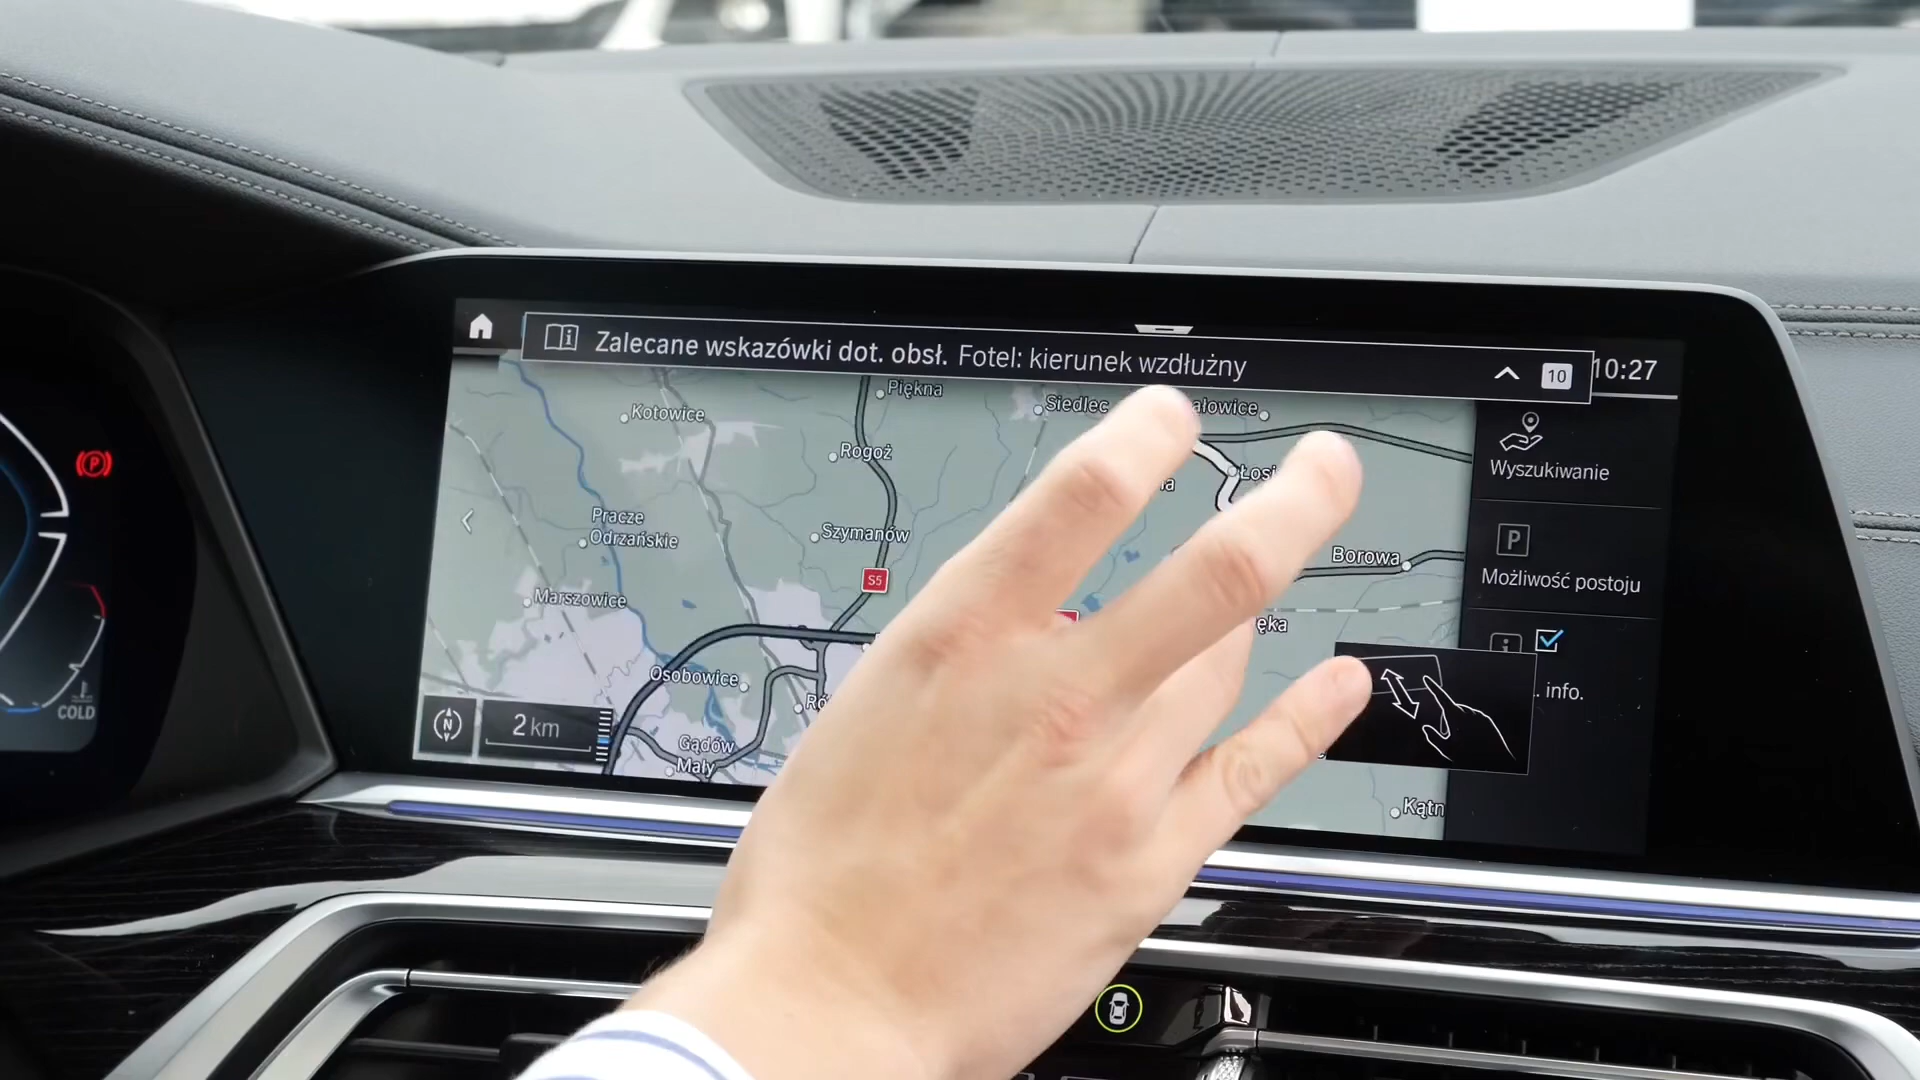 Zalecane wskazówki dot. obsł. Fotel: kierunek wzdłużny
10
10:27
Piękna
Kotowice
Siedlec
Rogoż
Wyszukiwanie
Pracze
Odrzańskie
Szymanów
Borowa
P
Możliwość postoju
S5
Marszowice
Osobowice
info.
N
2 km
Gądów
Mały
P
COLD